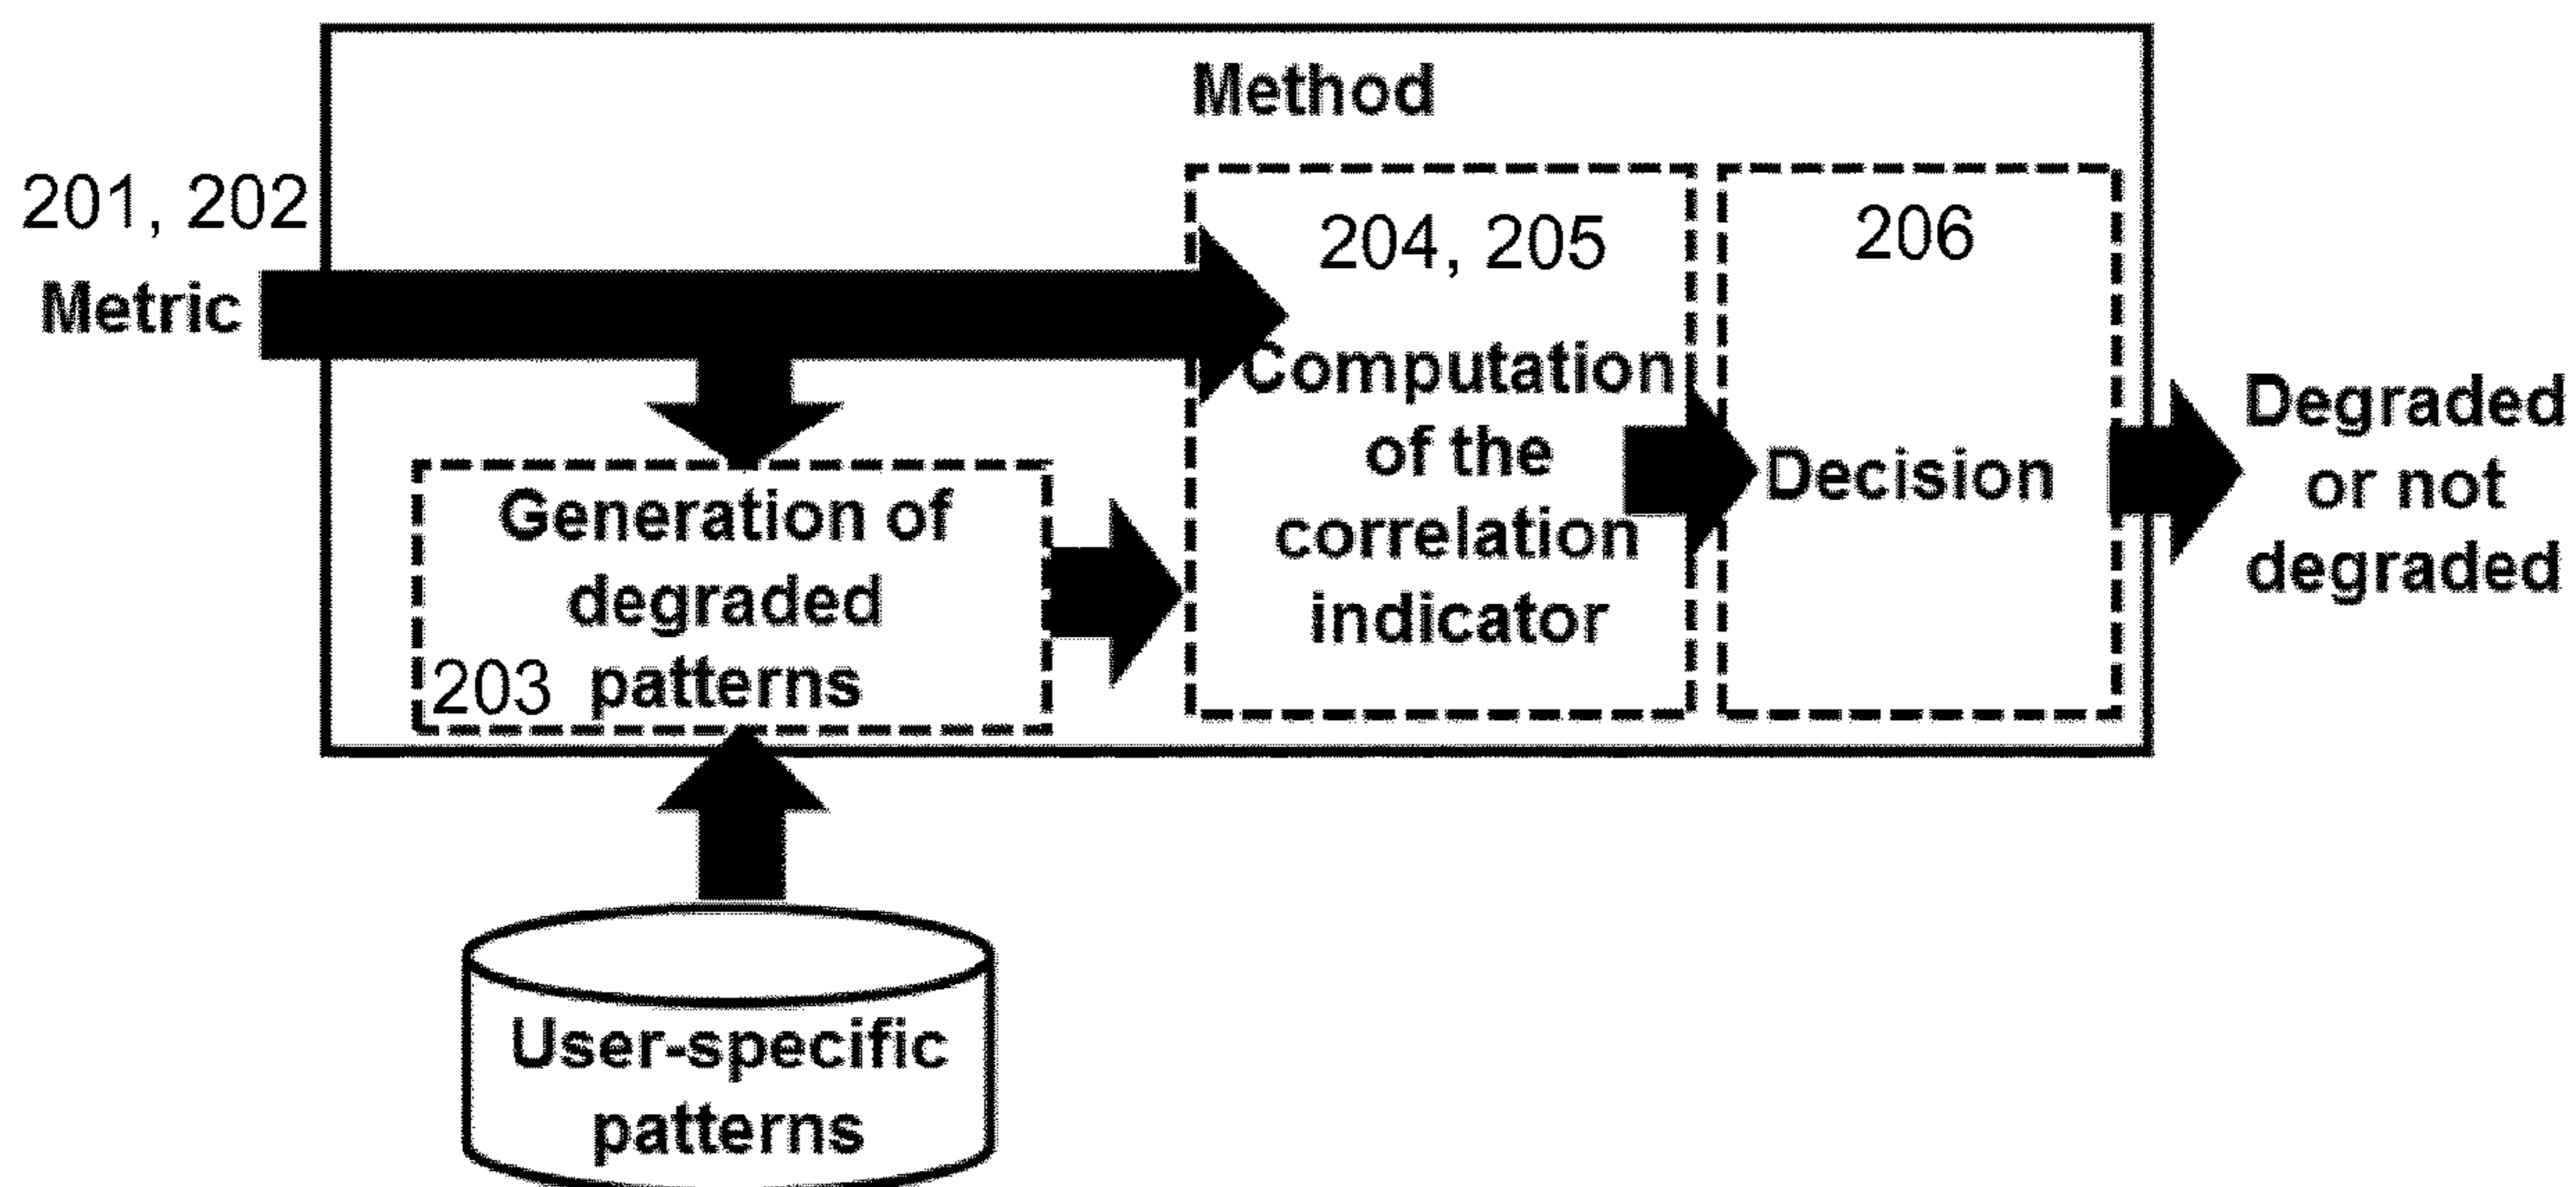 Method
201, 202
Metric
204, 205
Computation
of the
correlation
indicator
206
Decision
Degraded
or not
degraded
Generation of
degraded
patterns
203
User-specific
patterns